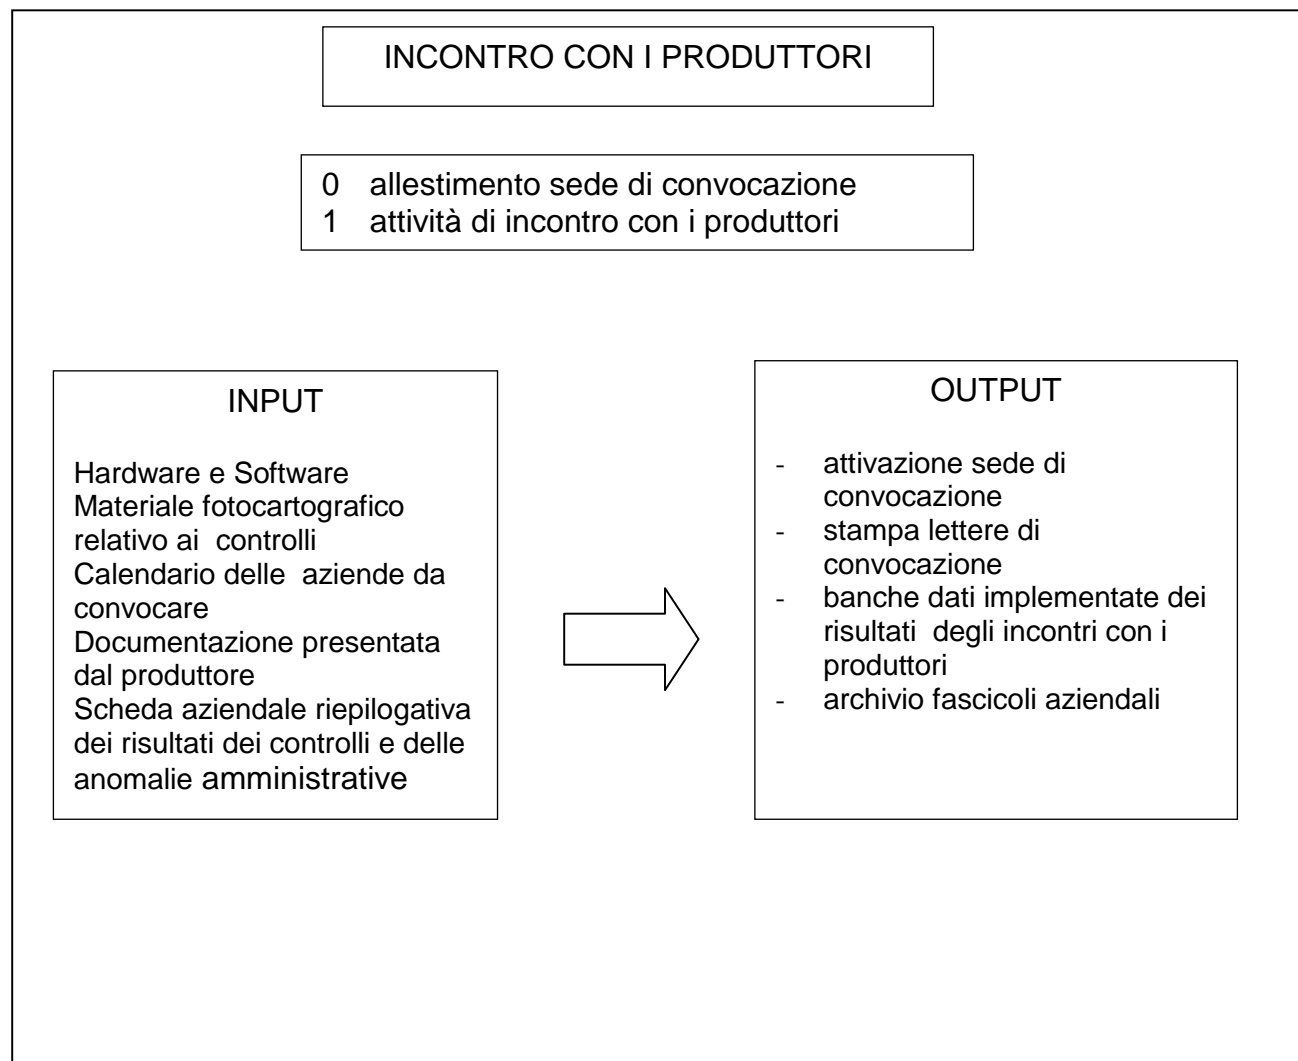 INCONTRO CON I PRODUTTORI
0 allestimento sede di convocazione
1 attività di incontro con i produttori
INPUT
Hardware e Software
Materiale fotocartografico
relativo ai controlli
Calendario delle aziende da
convocare
Documentazione presentata
dal produttore
Scheda aziendale riepilogativa
dei risultati dei controlli e delle
anomalie amministrative
OUTPUT
- attivazione sede di
convocazione
- stampa lettere di
convocazione
- banche dati implementate dei
risultati degli incontri con i
produttori
- archivio fascicoli aziendali